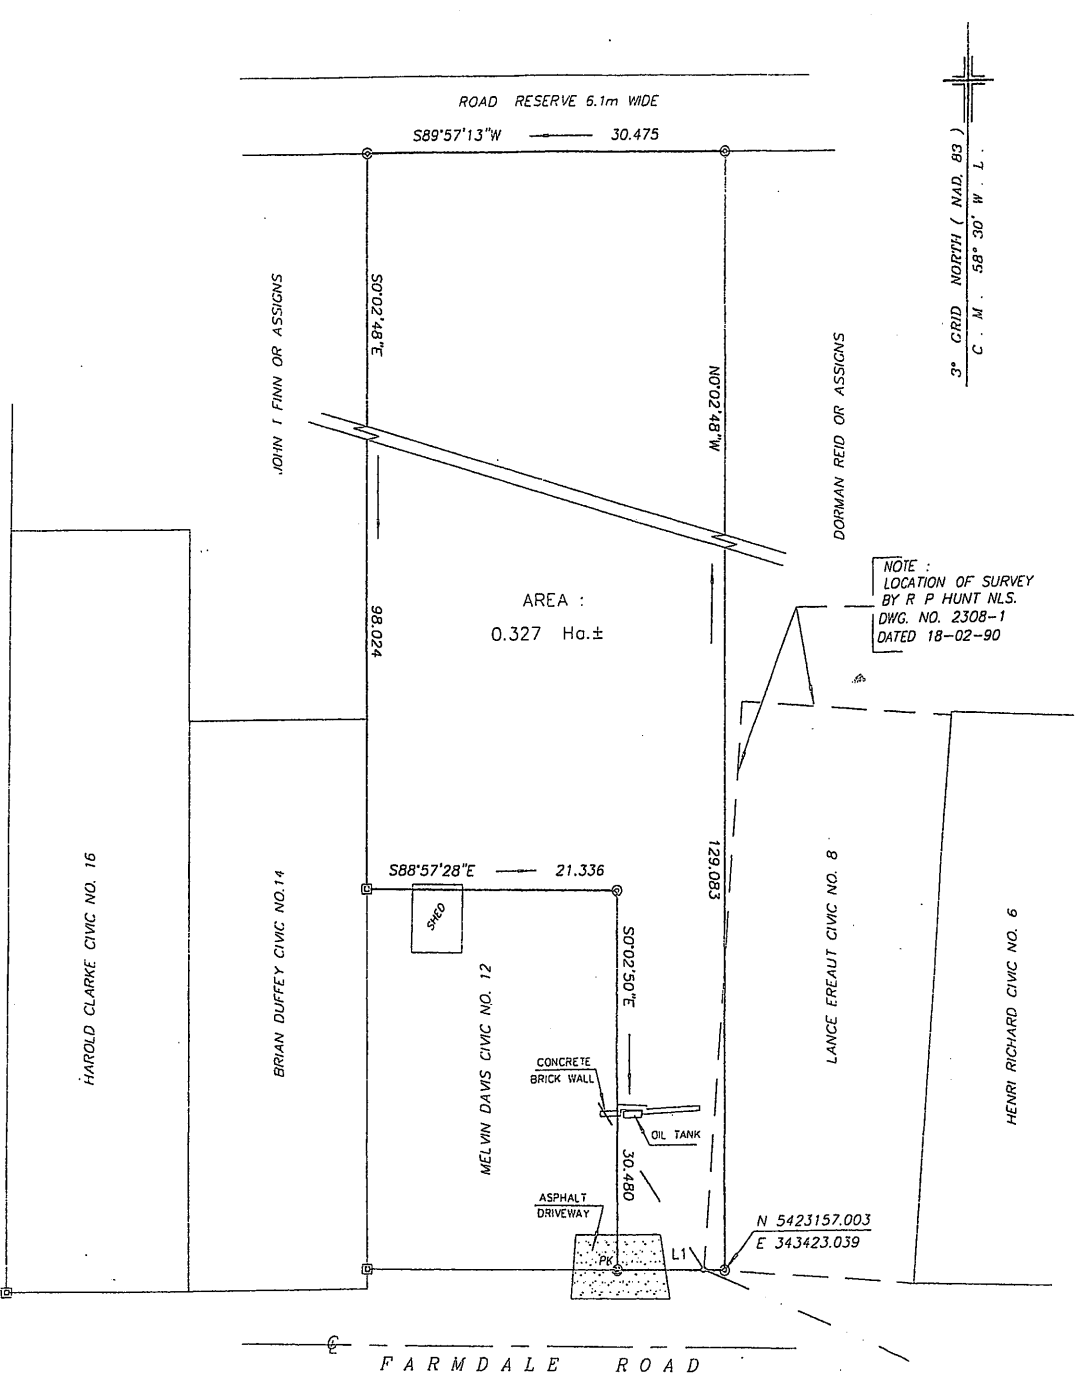 ROAD RESERVE 6.1m WIDE
S89°57'13"W 30.475
3° GRID NORTH ( NAD. 83 )
C . M . 58° 30' W . L .
JOHN I FINN OR ASSIGNS
S0°02'48"E
98.024
N0°02'48"W
129.083
DORMAN REID OR ASSIGNS
NOTE :
LOCATION OF SURVEY
BY R P HUNT NLS.
DWG. NO. 2308-1
DATED 18-02-90
AREA :
0.327 Ha.±
S88°57'28"E 21.336
SHED
S0°02'50"E
30.480
HAROLD CLARKE CIVIC NO. 16
BRIAN DUFFEY CIVIC NO.14
MELVIN DAVIS CIVIC NO. 12
LANCE EREAUT CIVIC NO. 8
HENRI RICHARD CIVIC NO. 6
CONCRETE
BRICK WALL
OIL TANK
ASPHALT
DRIVEWAY
PK
L1
N 5423157.003
E 343423.039
℄
FARMDALE ROAD